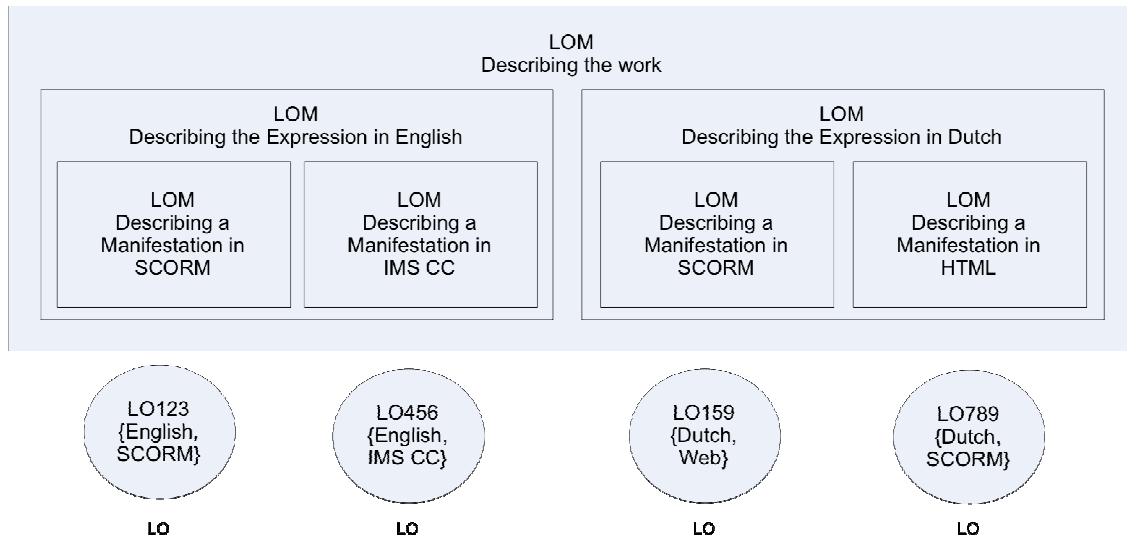 LOM
Describing the work
LOM
Describing the Expression in English
LOM
Describing the Expression in Dutch
LOM
Describing a
Manifestation in
SCORM
LOM
Describing a
Manifestation in
IMS CC
LOM
Describing a
Manifestation in
SCORM
LOM
Describing a
Manifestation in
HTML
LO123
{English,
SCORM}
LO456
{English,
IMS CC}
LO159
{Dutch,
Web}
LO789
{Dutch,
SCORM}
LO
LO
LO
LO